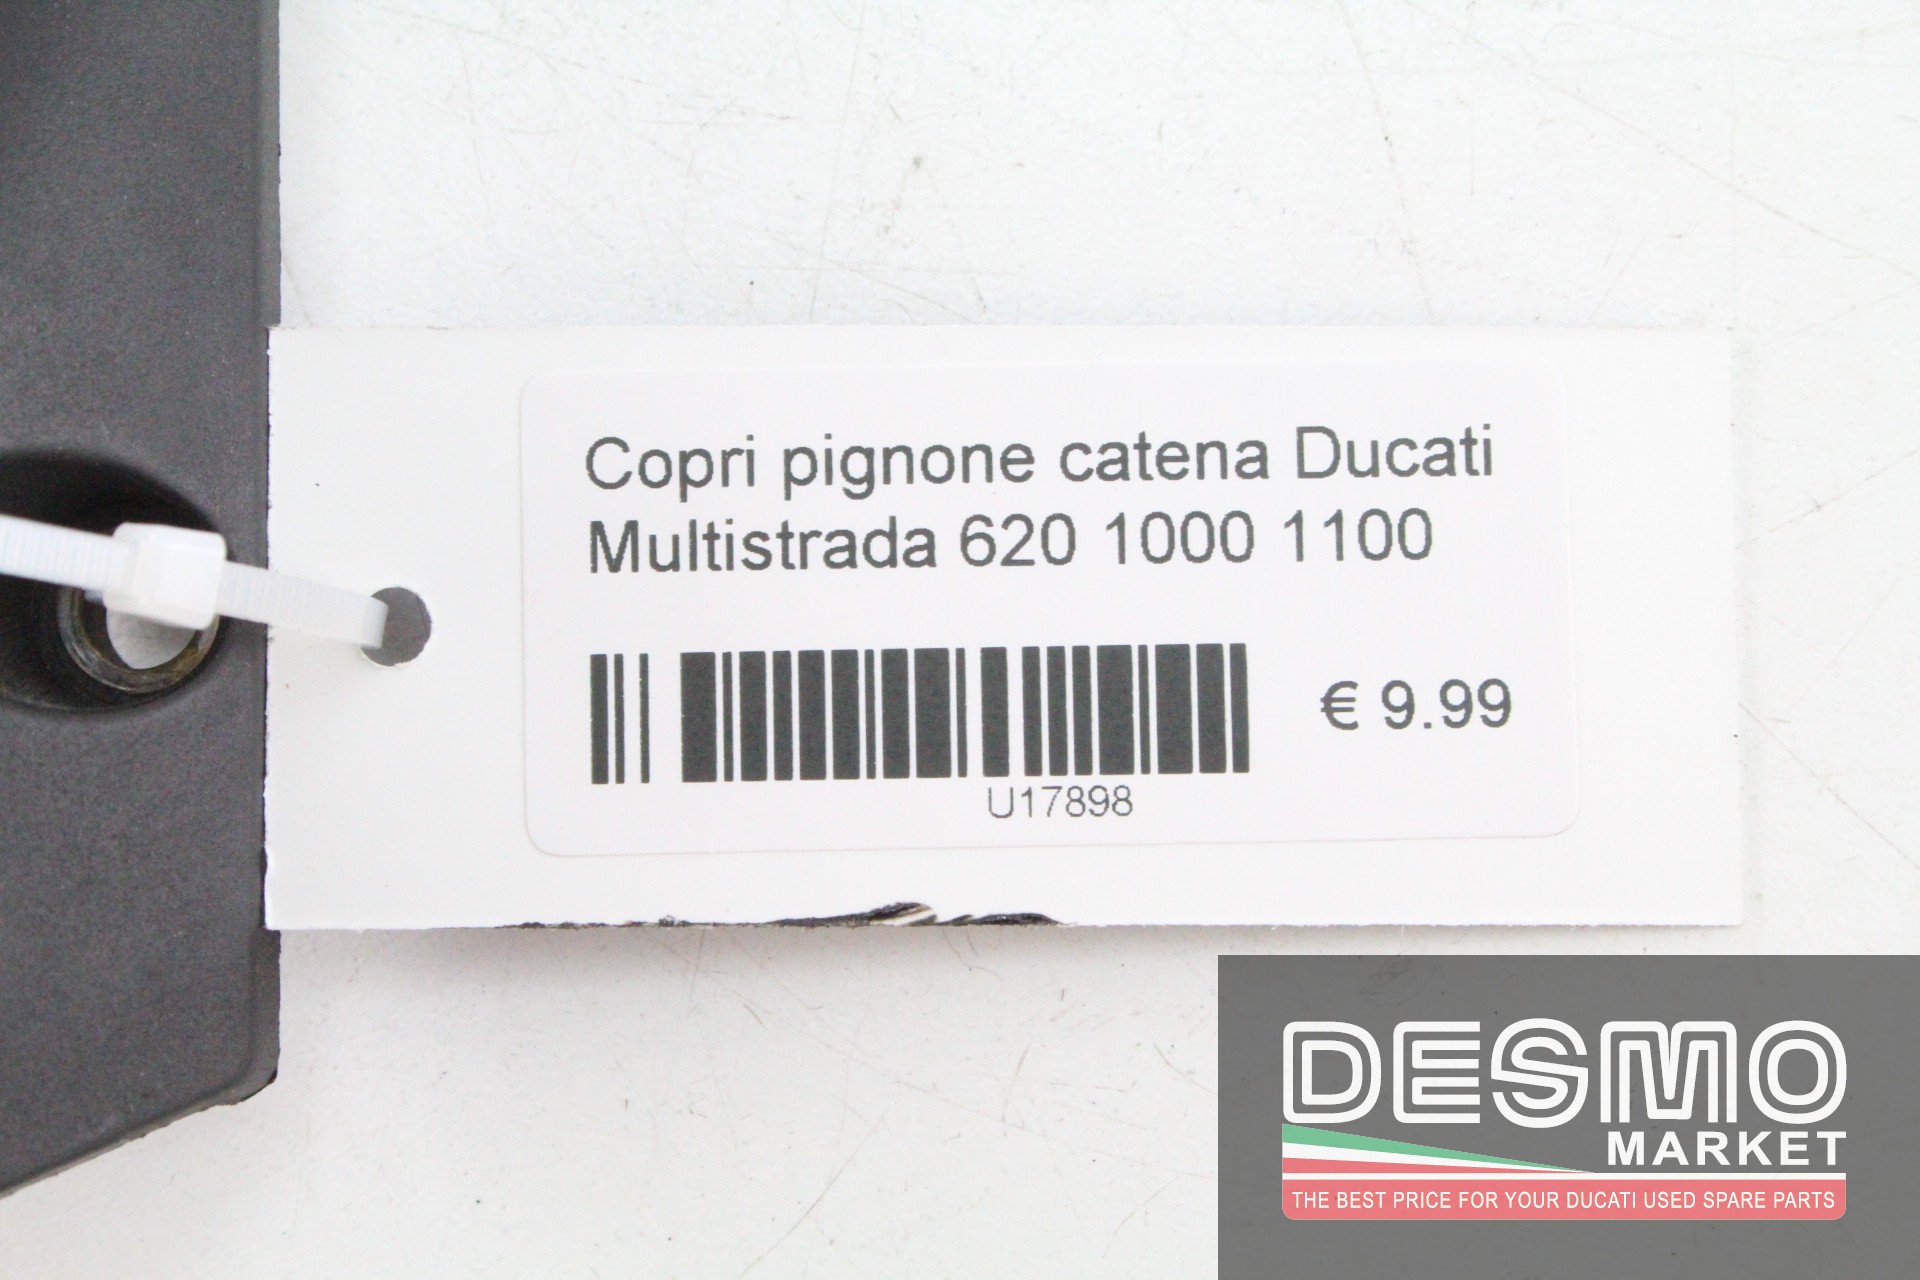 Copri pignone catena Ducati
Multistrada 620 1000 1100
€ 9.99
U17898
DESMO
MARKET
THE BEST PRICE FOR YOUR DUCATI USED SPARE PARTS